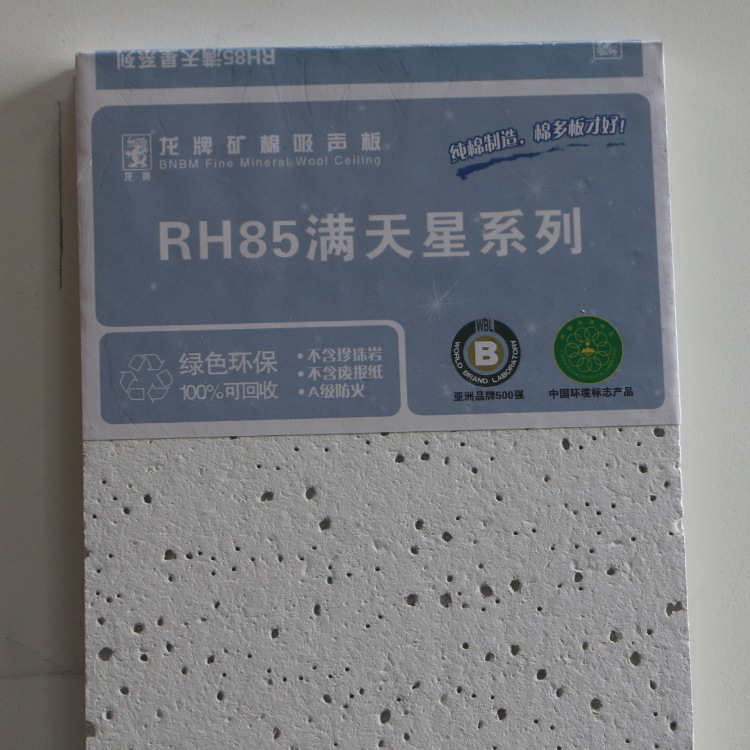 RH85满天星系列
龙牌矿棉吸声板
BNBM Fine Mineral Wool Ceiling
龙牌
纯棉制造,棉多板才好!
RH85满天星系列
绿色环保
100%可回收
·不含珍珠岩
·不含废报纸
·A级防火
WBL
B
WORLD BRAND LABORATORY
亚洲品牌500强
中国环境标志产品